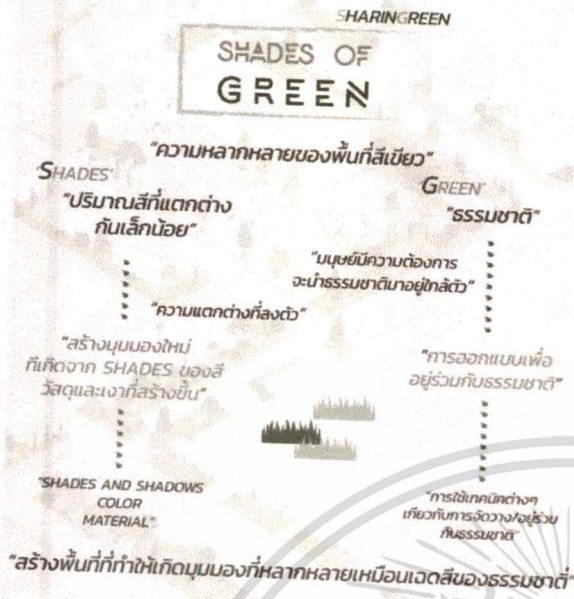 SHARINGREEN
SHADES OF
GREEN
"ความหลากหลายของพื้นที่สีเขียว"
'SHADES'
"ปริมาณสีที่แตกต่าง
กันเล็กน้อย"
GREEN'
"ธรรมชาติ"
"มนุษย์มีความต้องการ
จะนำธรรมชาติมาอยู่ใกล้ตัว"
"ความแตกต่างที่ลงตัว"
"สร้างมุมมองใหม่
ที่เกิดจาก SHADES ของสี
วัสดุและเงาที่สร้างขึ้น"
"การออกแบบเพื่อ
อยู่ร่วมกับธรรมชาติ"
"SHADES AND SHADOWS
COLOR
MATERIAL"
"การใช้เทคนิคต่างๆ
เกี่ยวกับการจัดวาง/อยู่ร่วม
กับธรรมชาติ"
"สร้างพื้นที่ที่ทำให้เกิดมุมมองที่หลากหลายเหมือนเฉดสีของธรรมชาติ"